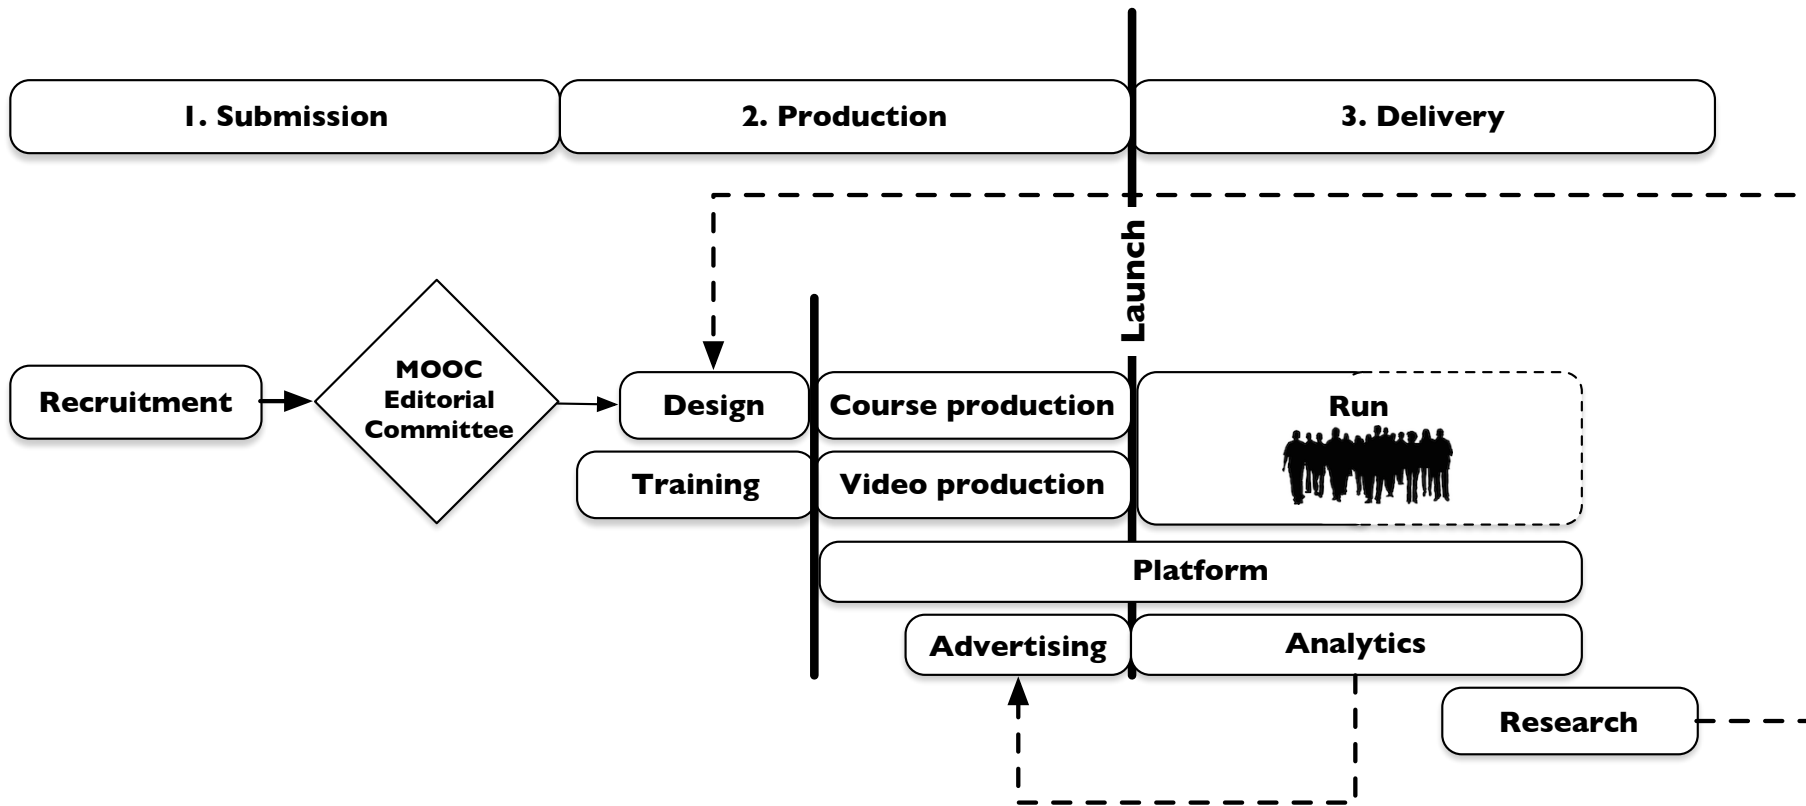 1. Submission
2. Production
3. Delivery
Launch
Recruitment
MOOC
Editorial
Committee
Design
Course production
Run
Training
Video production
Platform
Advertising
Analytics
Research